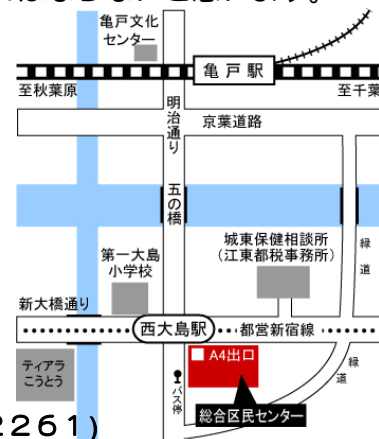 亀戸文化
センター
亀戸駅
至秋葉原
至千葉
明治通り
京葉道路
五の橋
城東保健相談所
(江東都税事務所)
緑道
第一大島
小学校
新大橋通り
西大島駅
都営新宿線
A4出口
ティアラ
こうとう
バス停
緑道
総合区民センター
2261)